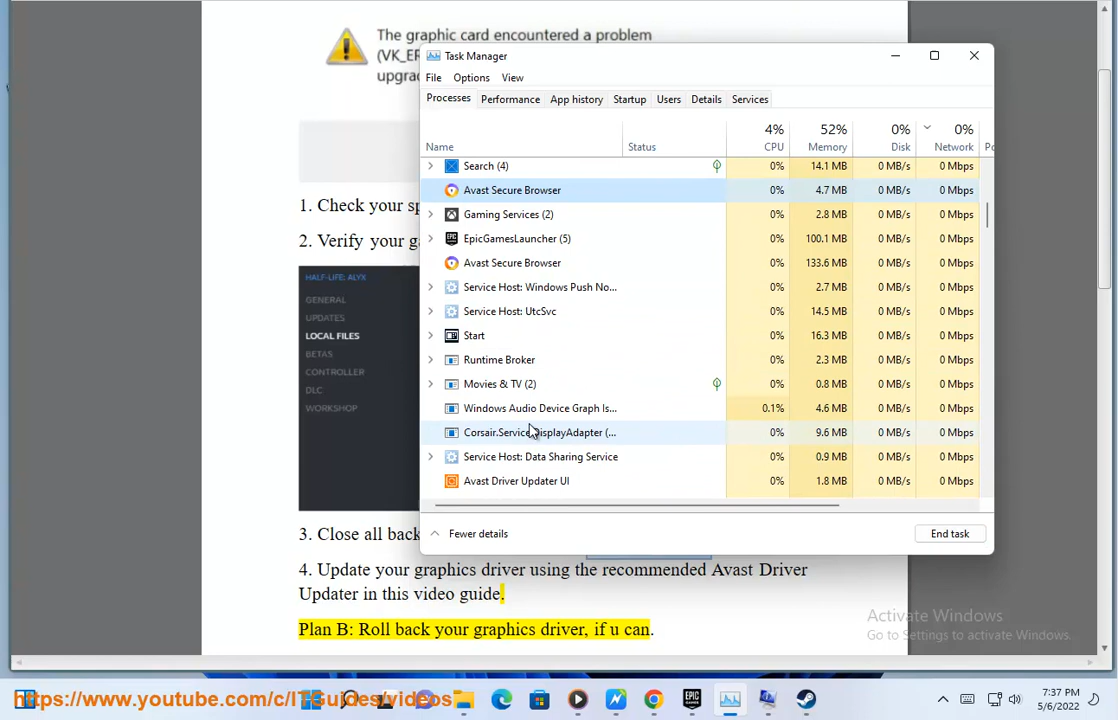 The graphic card encountered a problem
(VK_ER
upgra
Task Manager
File Options View
Processes Performance App history Startup Users Details Services
4% 52% 0% 0%
Name Status CPU Memory Disk Network Po
Search (4) 0% 14.1 MB 0 MB/s 0 Mbps
Avast Secure Browser 0% 4.7 MB 0 MB/s 0 Mbps
Gaming Services (2) 0% 2.8 MB 0 MB/s 0 Mbps
EpicGamesLauncher (5) 0% 100.1 MB 0 MB/s 0 Mbps
Avast Secure Browser 0% 133.6 MB 0 MB/s 0 Mbps
Service Host: Windows Push No... 0% 2.7 MB 0 MB/s 0 Mbps
Service Host: UtcSvc 0% 14.5 MB 0 MB/s 0 Mbps
Start 0% 16.3 MB 0 MB/s 0 Mbps
Runtime Broker 0% 2.3 MB 0 MB/s 0 Mbps
Movies & TV (2) 0% 0.8 MB 0 MB/s 0 Mbps
Windows Audio Device Graph Is... 0.1% 4.6 MB 0 MB/s 0 Mbps
Corsair.Service.DisplayAdapter (... 0% 9.6 MB 0 MB/s 0 Mbps
Service Host: Data Sharing Service 0% 0.9 MB 0 MB/s 0 Mbps
Avast Driver Updater UI 0% 1.8 MB 0 MB/s 0 Mbps
Fewer details End task
1. Check your sp
2. Verify your ga
HALF-LIFE: ALYX
GENERAL
UPDATES
LOCAL FILES
BETAS
CONTROLLER
DLC
WORKSHOP
3. Close all back
4. Update your graphics driver using the recommended Avast Driver
Updater in this video guide.
Plan B: Roll back your graphics driver, if u can.
Activate Windows
Go to Settings to activate Windows.
https://www.youtube.com/c/ITGuides/videos
7:37 PM
5/6/2022